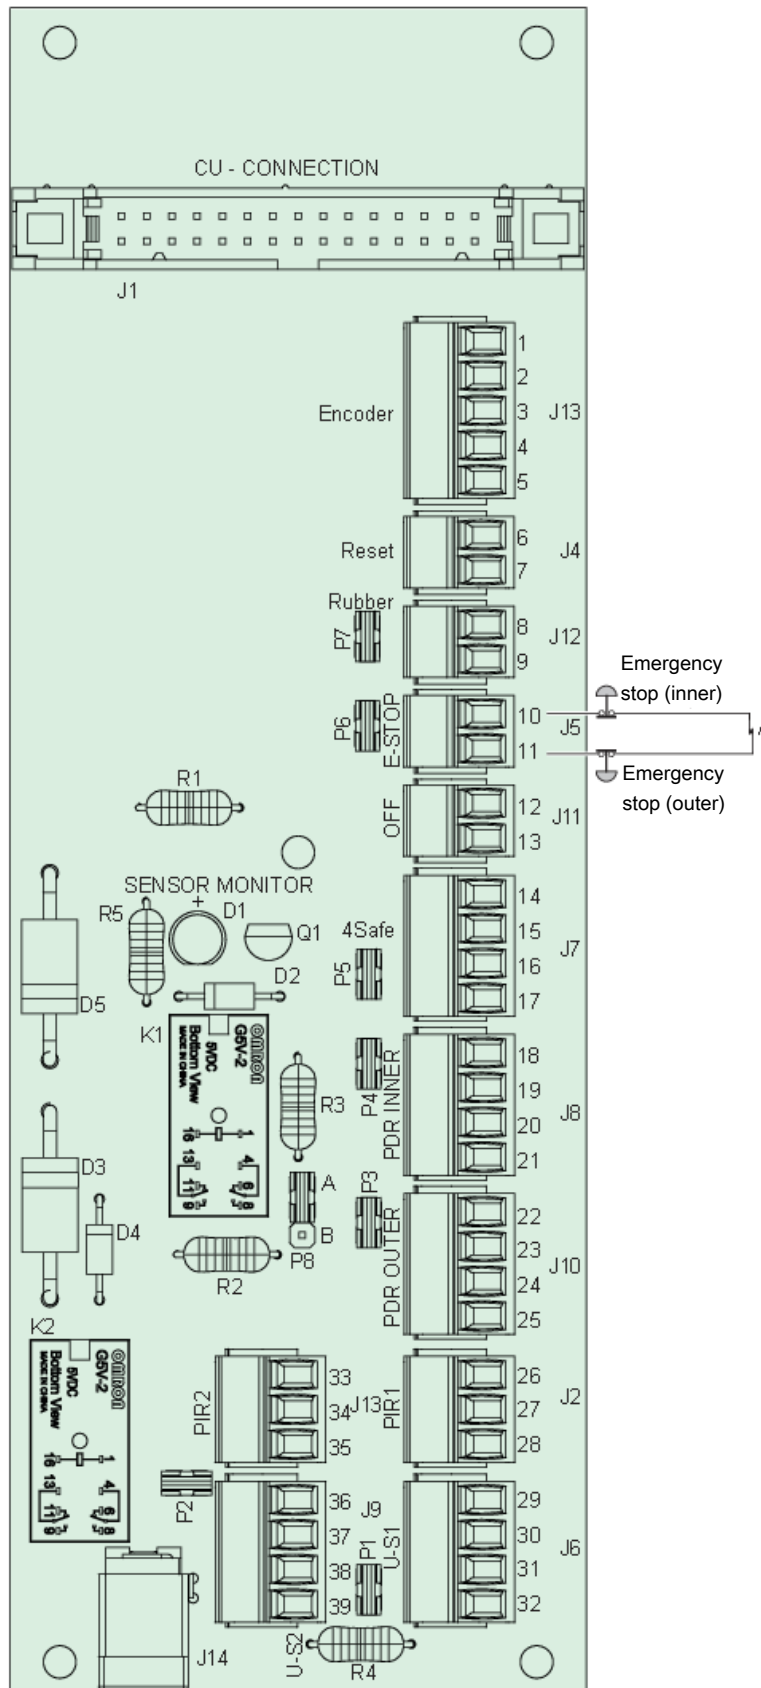 CU - CONNECTION
J1
1
2
Encoder 3 J13
4
5
6
Reset J4
7
Rubber
P7 8 J12
9
Emergency
stop (inner)
P6 E-STOP 10 J5
11
Emergency
stop (outer)
R1
OFF 12 J11
13
SENSOR MONITOR
14
R5 + D1 Q1 4Safe 15
J7
P5 16
D2
D5 17
K1
OMRON
G5V-2
5VDC
Bottom View
MADE IN CHINA
16 1
13 4
11 6
9 8
R3
P4 PDR INNER 18
19
J8
20
21
D3
D4
A
B
P8
R2
P3 PDR OUTER 22
23
J10
24
25
K2
OMRON
G5V-2
5VDC
Bottom View
MADE IN CHINA
16 1
13 4
11 6
9 8
PIR2 33
34 J13
35
PIR1 26
27 J2
28
P2
36 J9
37
38 P1
39
U-S2
U-S1 29
30
J6
31
32
J14
R4